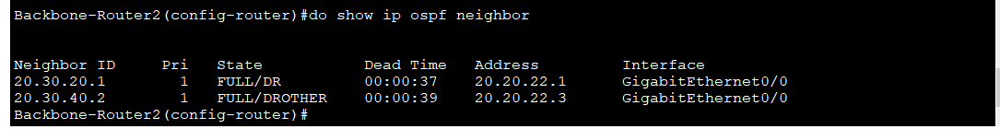 Backbone-Router2(config-router)#do show ip ospf neighbor
Neighbor ID Pri State Dead Time Address Interface
20.30.20.1 1 FULL/DR 00:00:37 20.20.22.1 GigabitEthernet0/0
20.30.40.2 1 FULL/DROTHER 00:00:39 20.20.22.3 GigabitEthernet0/0
Backbone-Router2(config-router)#